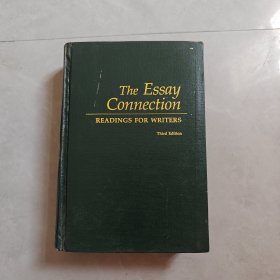 The Essay
Connection
READINGS FOR WRITERS
Third Edition